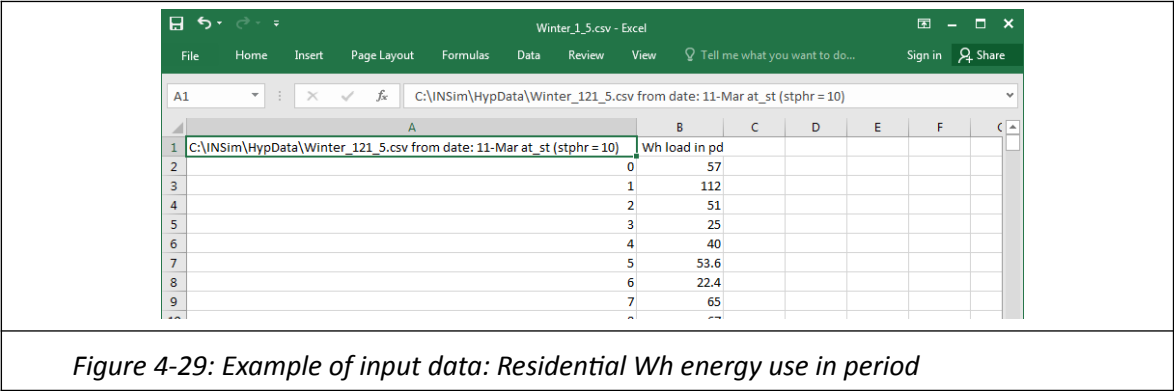 Winter_1_5.csv - Excel
File Home Insert Page Layout Formulas Data Review View Tell me what you want to do... Sign in Share
A1 fx C:\INSim\HypData\Winter_121_5.csv from date: 11-Mar at_st (stphr = 10)
A B C D E F
1 C:\INSim\HypData\Winter_121_5.csv from date: 11-Mar at_st (stphr = 10) Wh load in pd
2 0 57
3 1 112
4 2 51
5 3 25
6 4 40
7 5 53.6
8 6 22.4
9 7 65
Figure 4-29: Example of input data: Residential Wh energy use in period